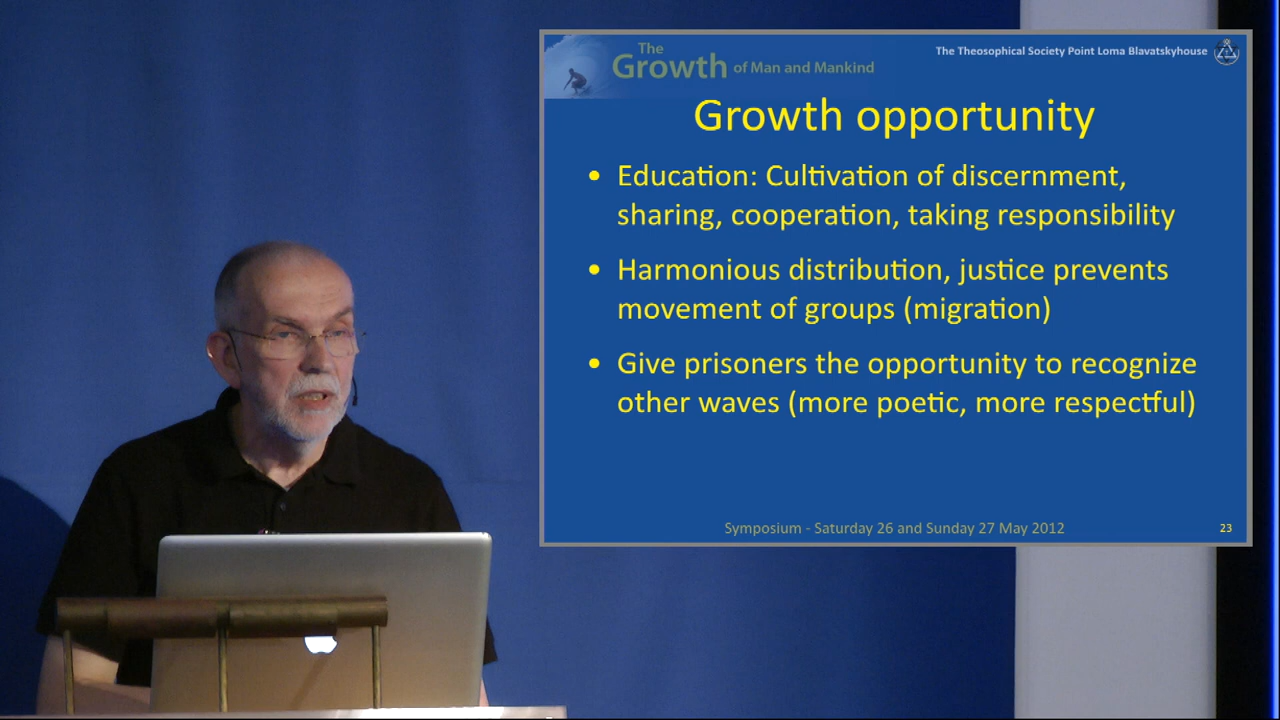 The
Growth of Man and Mankind
The Theosophical Society Point Loma Blavatskyhouse
Growth opportunity
• Education: Cultivation of discernment,
sharing, cooperation, taking responsibility
• Harmonious distribution, justice prevents
movement of groups (migration)
• Give prisoners the opportunity to recognize
other waves (more poetic, more respectful)
Symposium - Saturday 26 and Sunday 27 May 2012
23